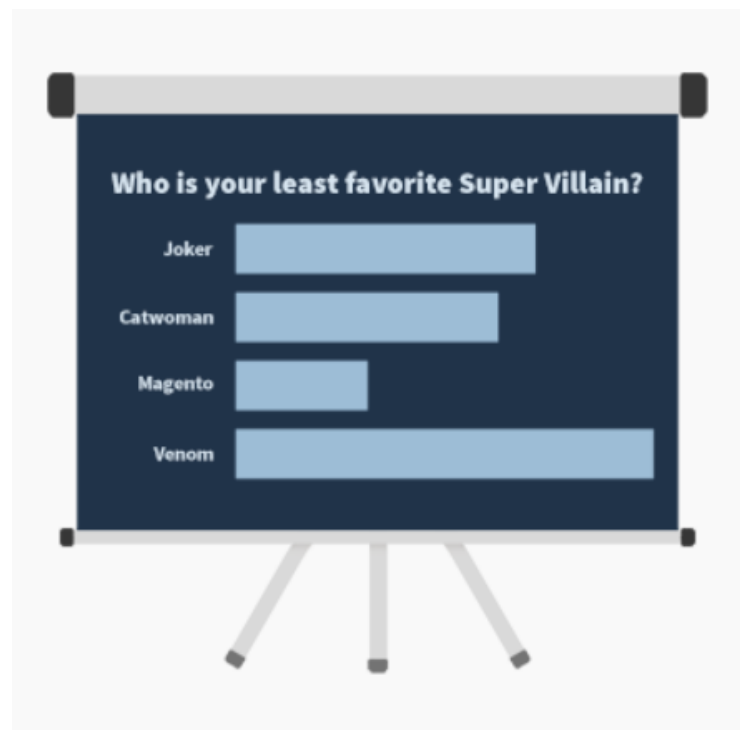 Who is your least favorite Super Villain?
Joker
Catwoman
Magento
Venom